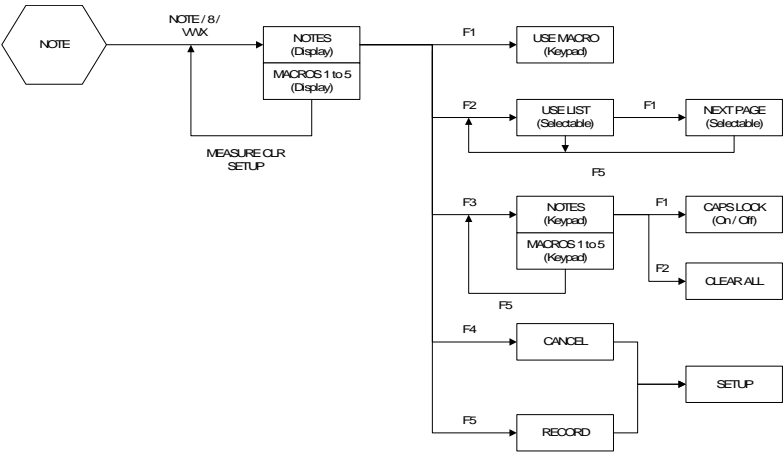 NOTE / 8 /
VWX
NOTE
NOTES
(Display)
MACROS 1 to 5
(Display)
MEASURE CLR
SETUP
F1
USE MACRO
(Keypad)
F2
USE LIST
(Selectable)
F1
NEXT PAGE
(Selectable)
F5
F3
NOTES
(Keypad)
MACROS 1 to 5
(Keypad)
F5
F1
CAPS LOCK
(On / Off)
F2
CLEAR ALL
F4
CANCEL
SETUP
F5
RECORD